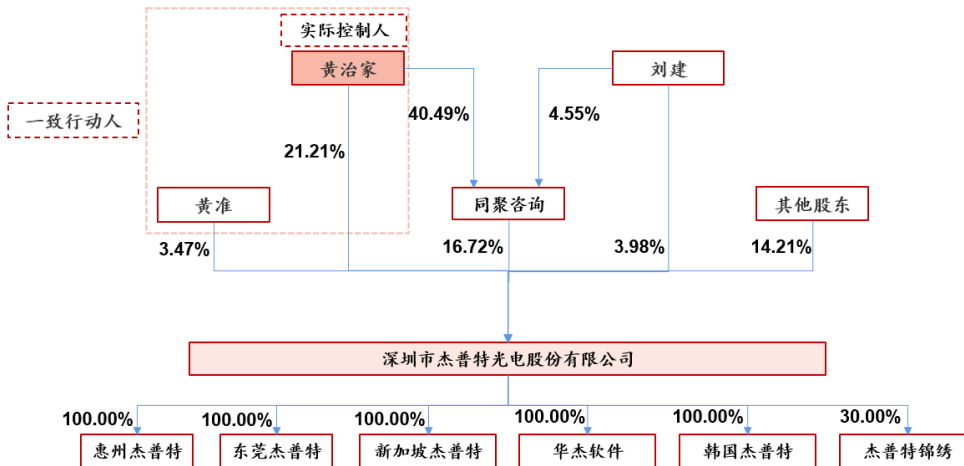 实际控制人
黄治家
刘建
一致行动人
40.49%
4.55%
21.21%
黄准
同聚咨询
其他股东
3.47%
16.72%
3.98%
14.21%
深圳市杰普特光电股份有限公司
100.00%
100.00%
100.00%
100.00%
100.00%
30.00%
惠州杰普特
东莞杰普特
新加坡杰普特
华杰软件
韩国杰普特
杰普特锦绣